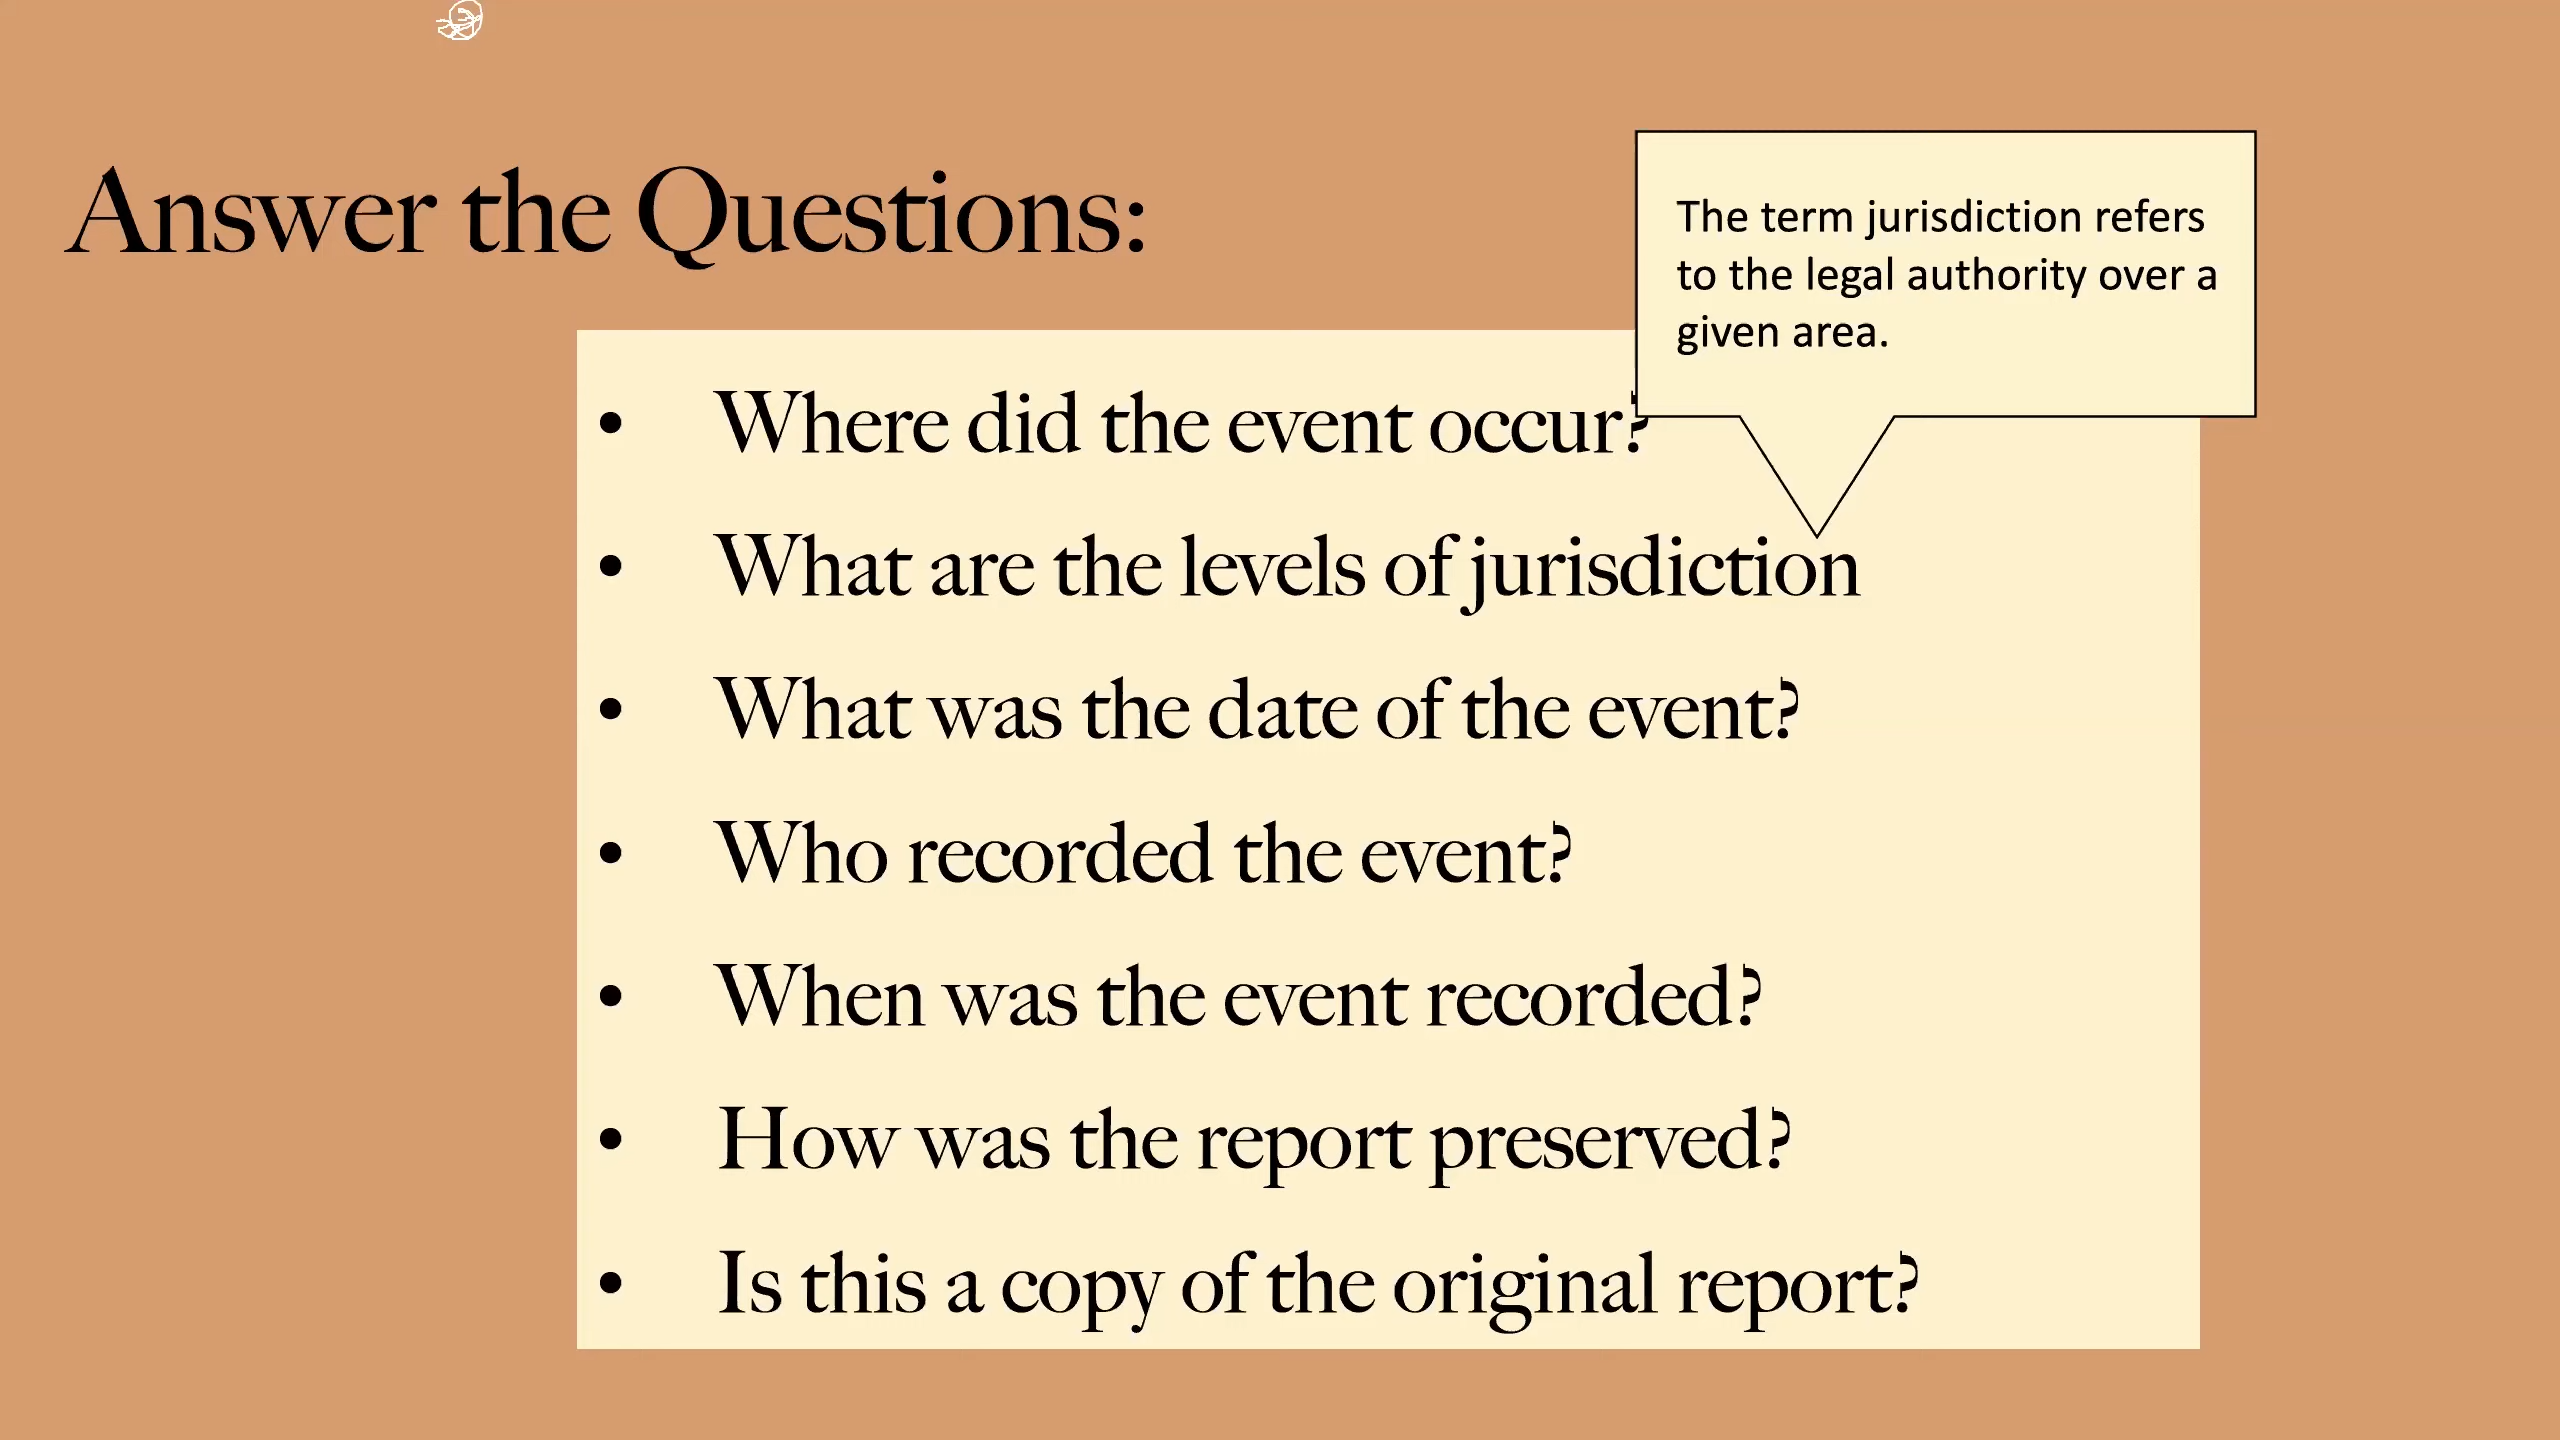 Answer the Questions:
The term jurisdiction refers
to the legal authority over a
given area.
• Where did the event occur?
• What are the levels of jurisdiction
• What was the date of the event?
• Who recorded the event?
• When was the event recorded?
• How was the report preserved?
• Is this a copy of the original report?